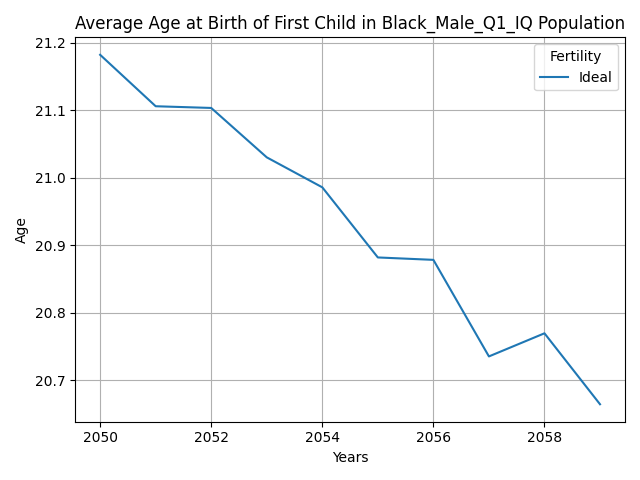 Average Age at Birth of First Child in Black_Male_Q1_IQ Population
21.2
21.1
21.0
20.9
20.8
20.7
Age
Fertility
Ideal
2050
2052
2054
2056
2058
Years